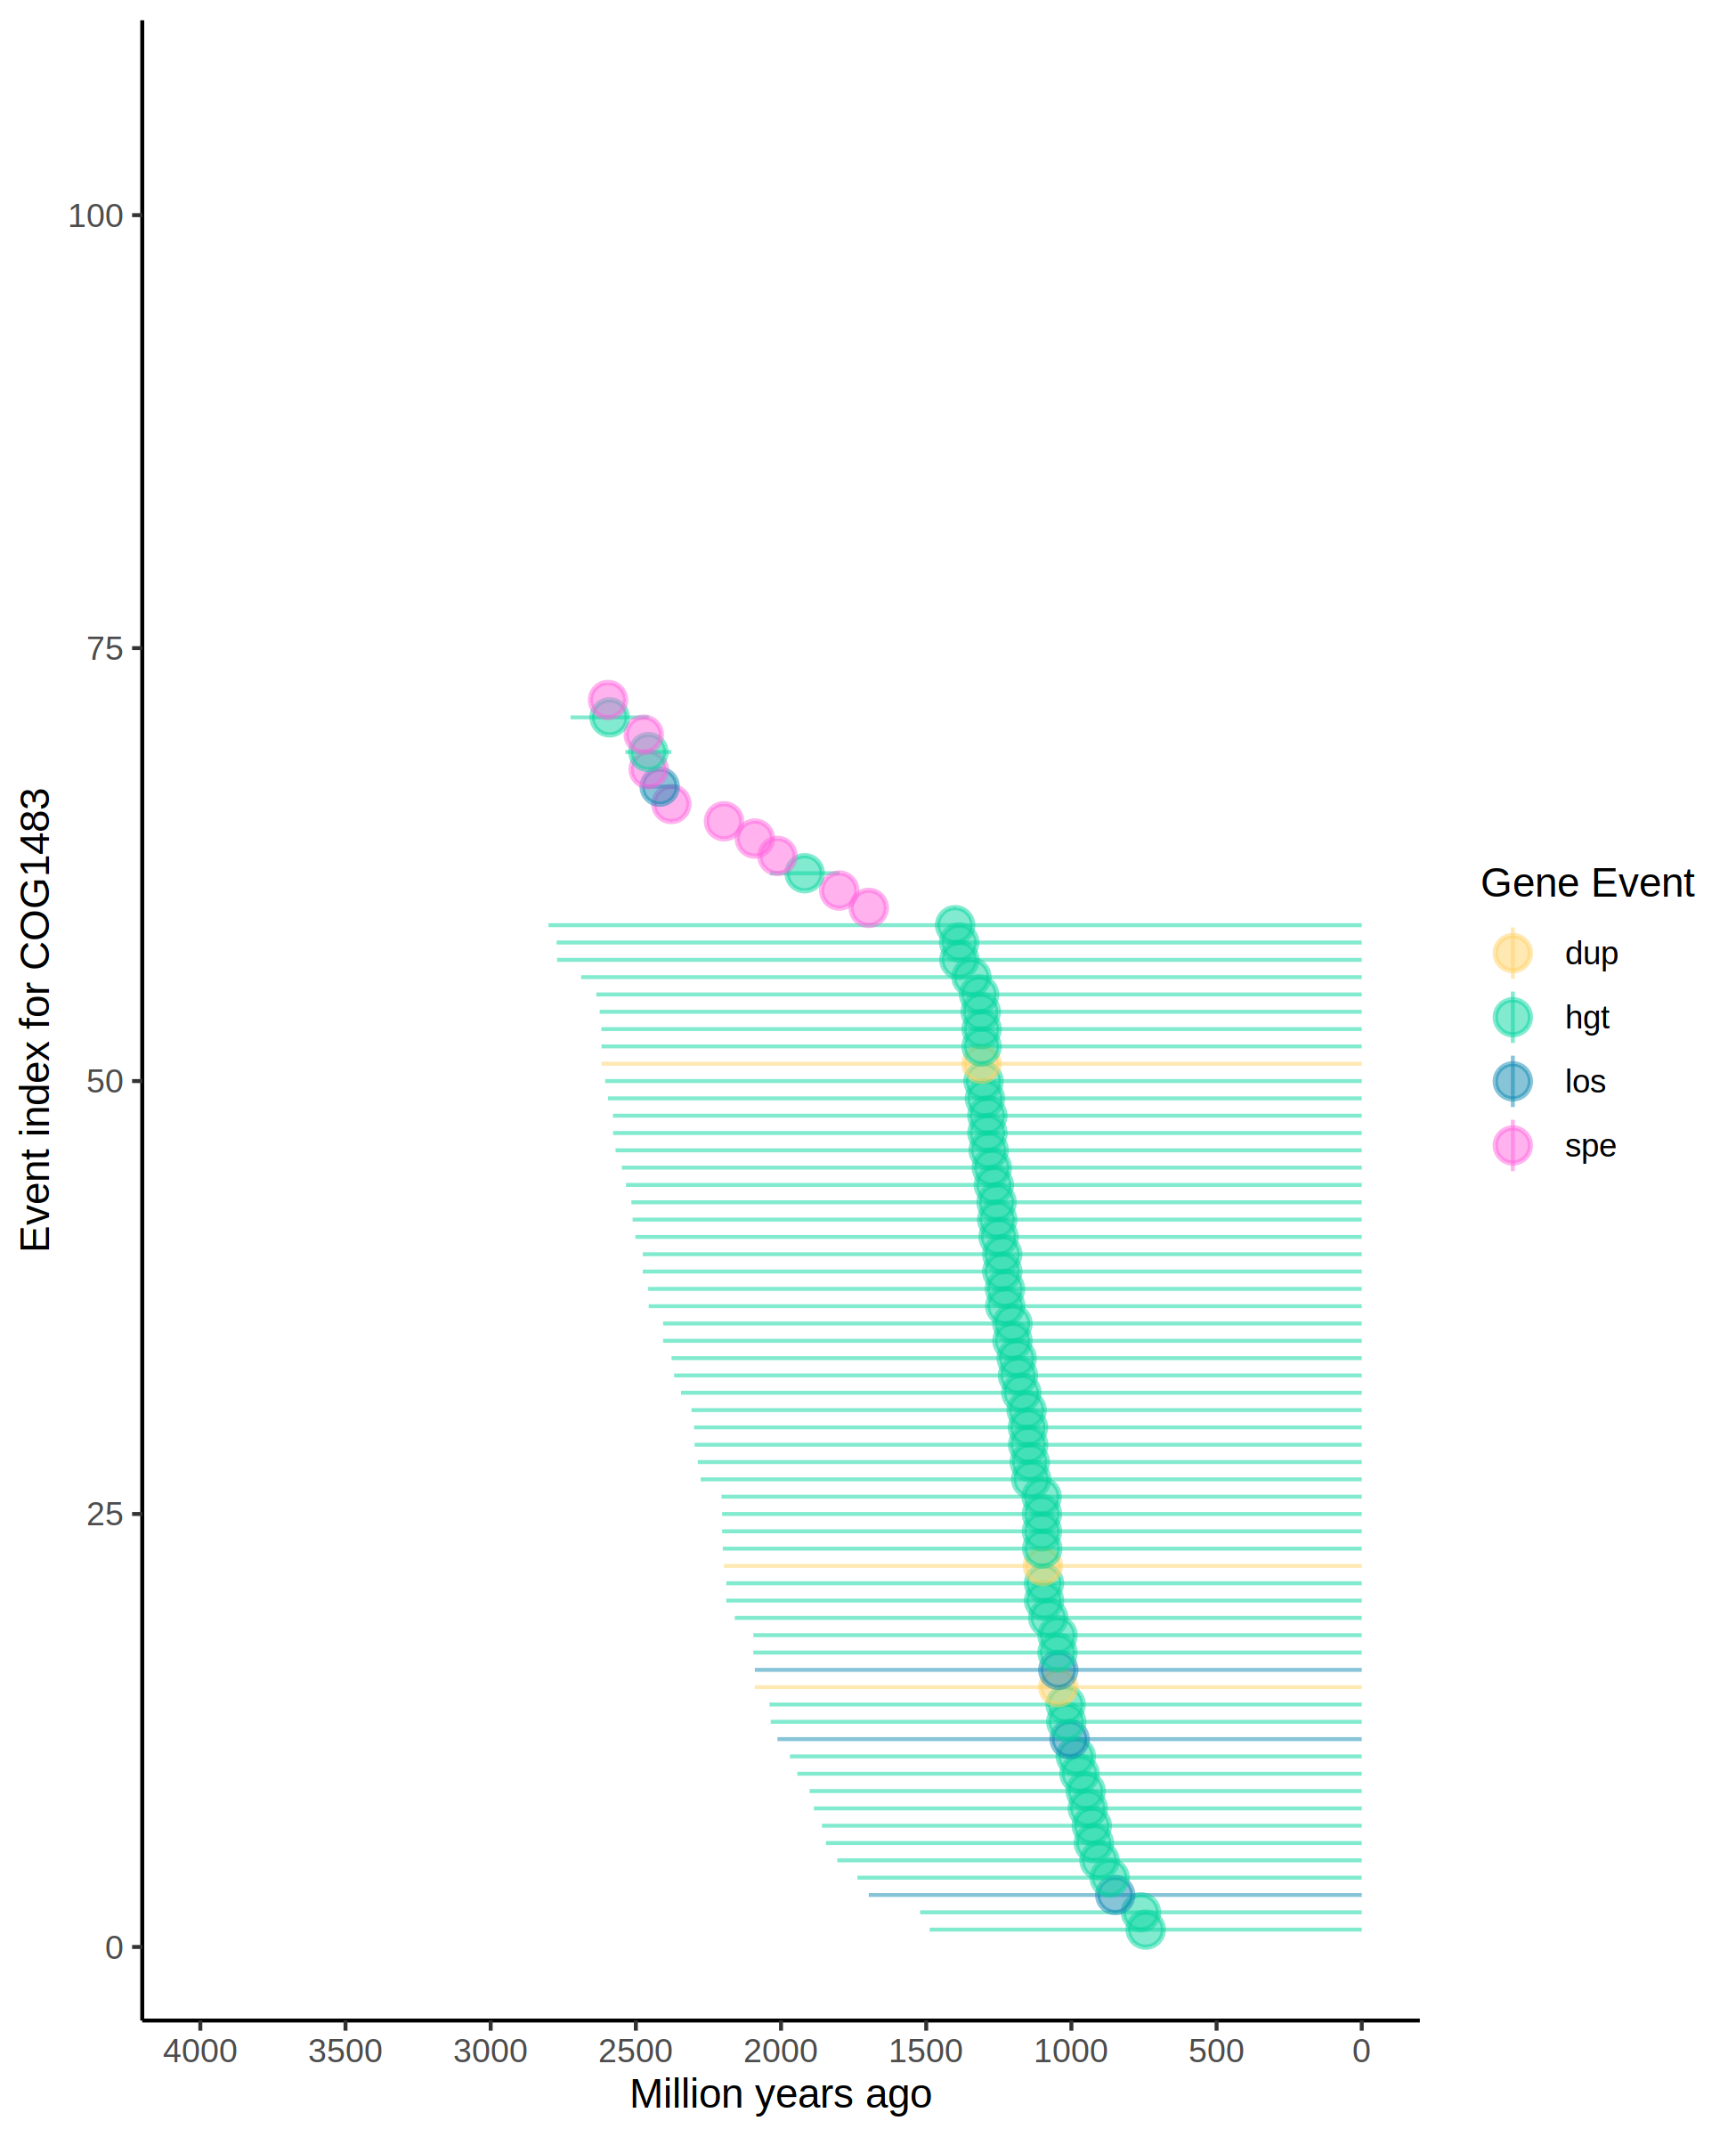 Event index for COG1483
100
75
50
25
0
4000 3500 3000 2500 2000 1500 1000 500 0
Million years ago
Gene Event
dup
hgt
los
spe